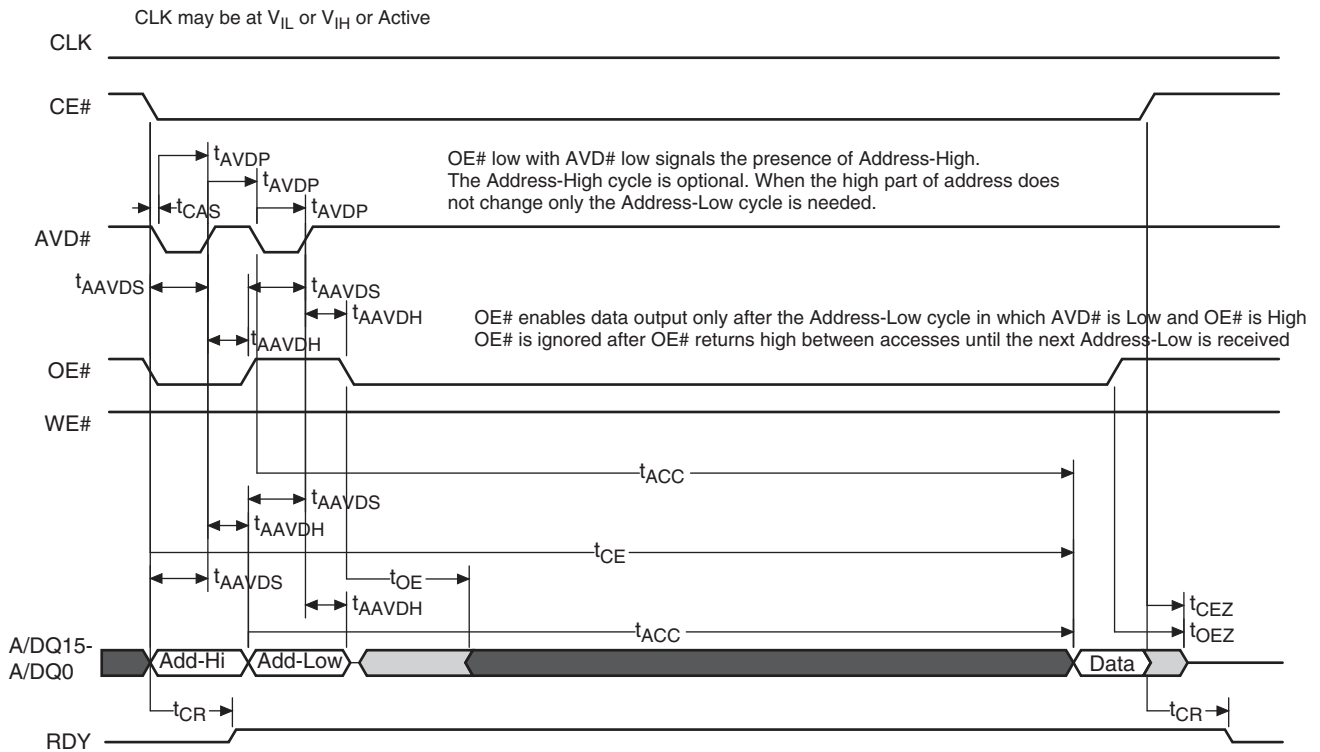 CLK may be at VIL or VIH or Active
CLK
CE#
tAVDP
OE# low with AVD# low signals the presence of Address-High.
tAVDP
The Address-High cycle is optional. When the high part of address does
tCAS
tAVDP
not change only the Address-Low cycle is needed.
AVD#
tAAVDS
tAAVDS
tAAVDH
OE# enables data output only after the Address-Low cycle in which AVD# is Low and OE# is High
tAAVDH
OE# is ignored after OE# returns high between accesses until the next Address-Low is received
OE#
WE#
tACC
tAAVDS
tAAVDH
tCE
tAAVDS
tOE
tAAVDH
tCEZ
tACC
tOEZ
A/DQ15-
A/DQ0
Add-Hi
Add-Low
Data
tCR
tCR
RDY